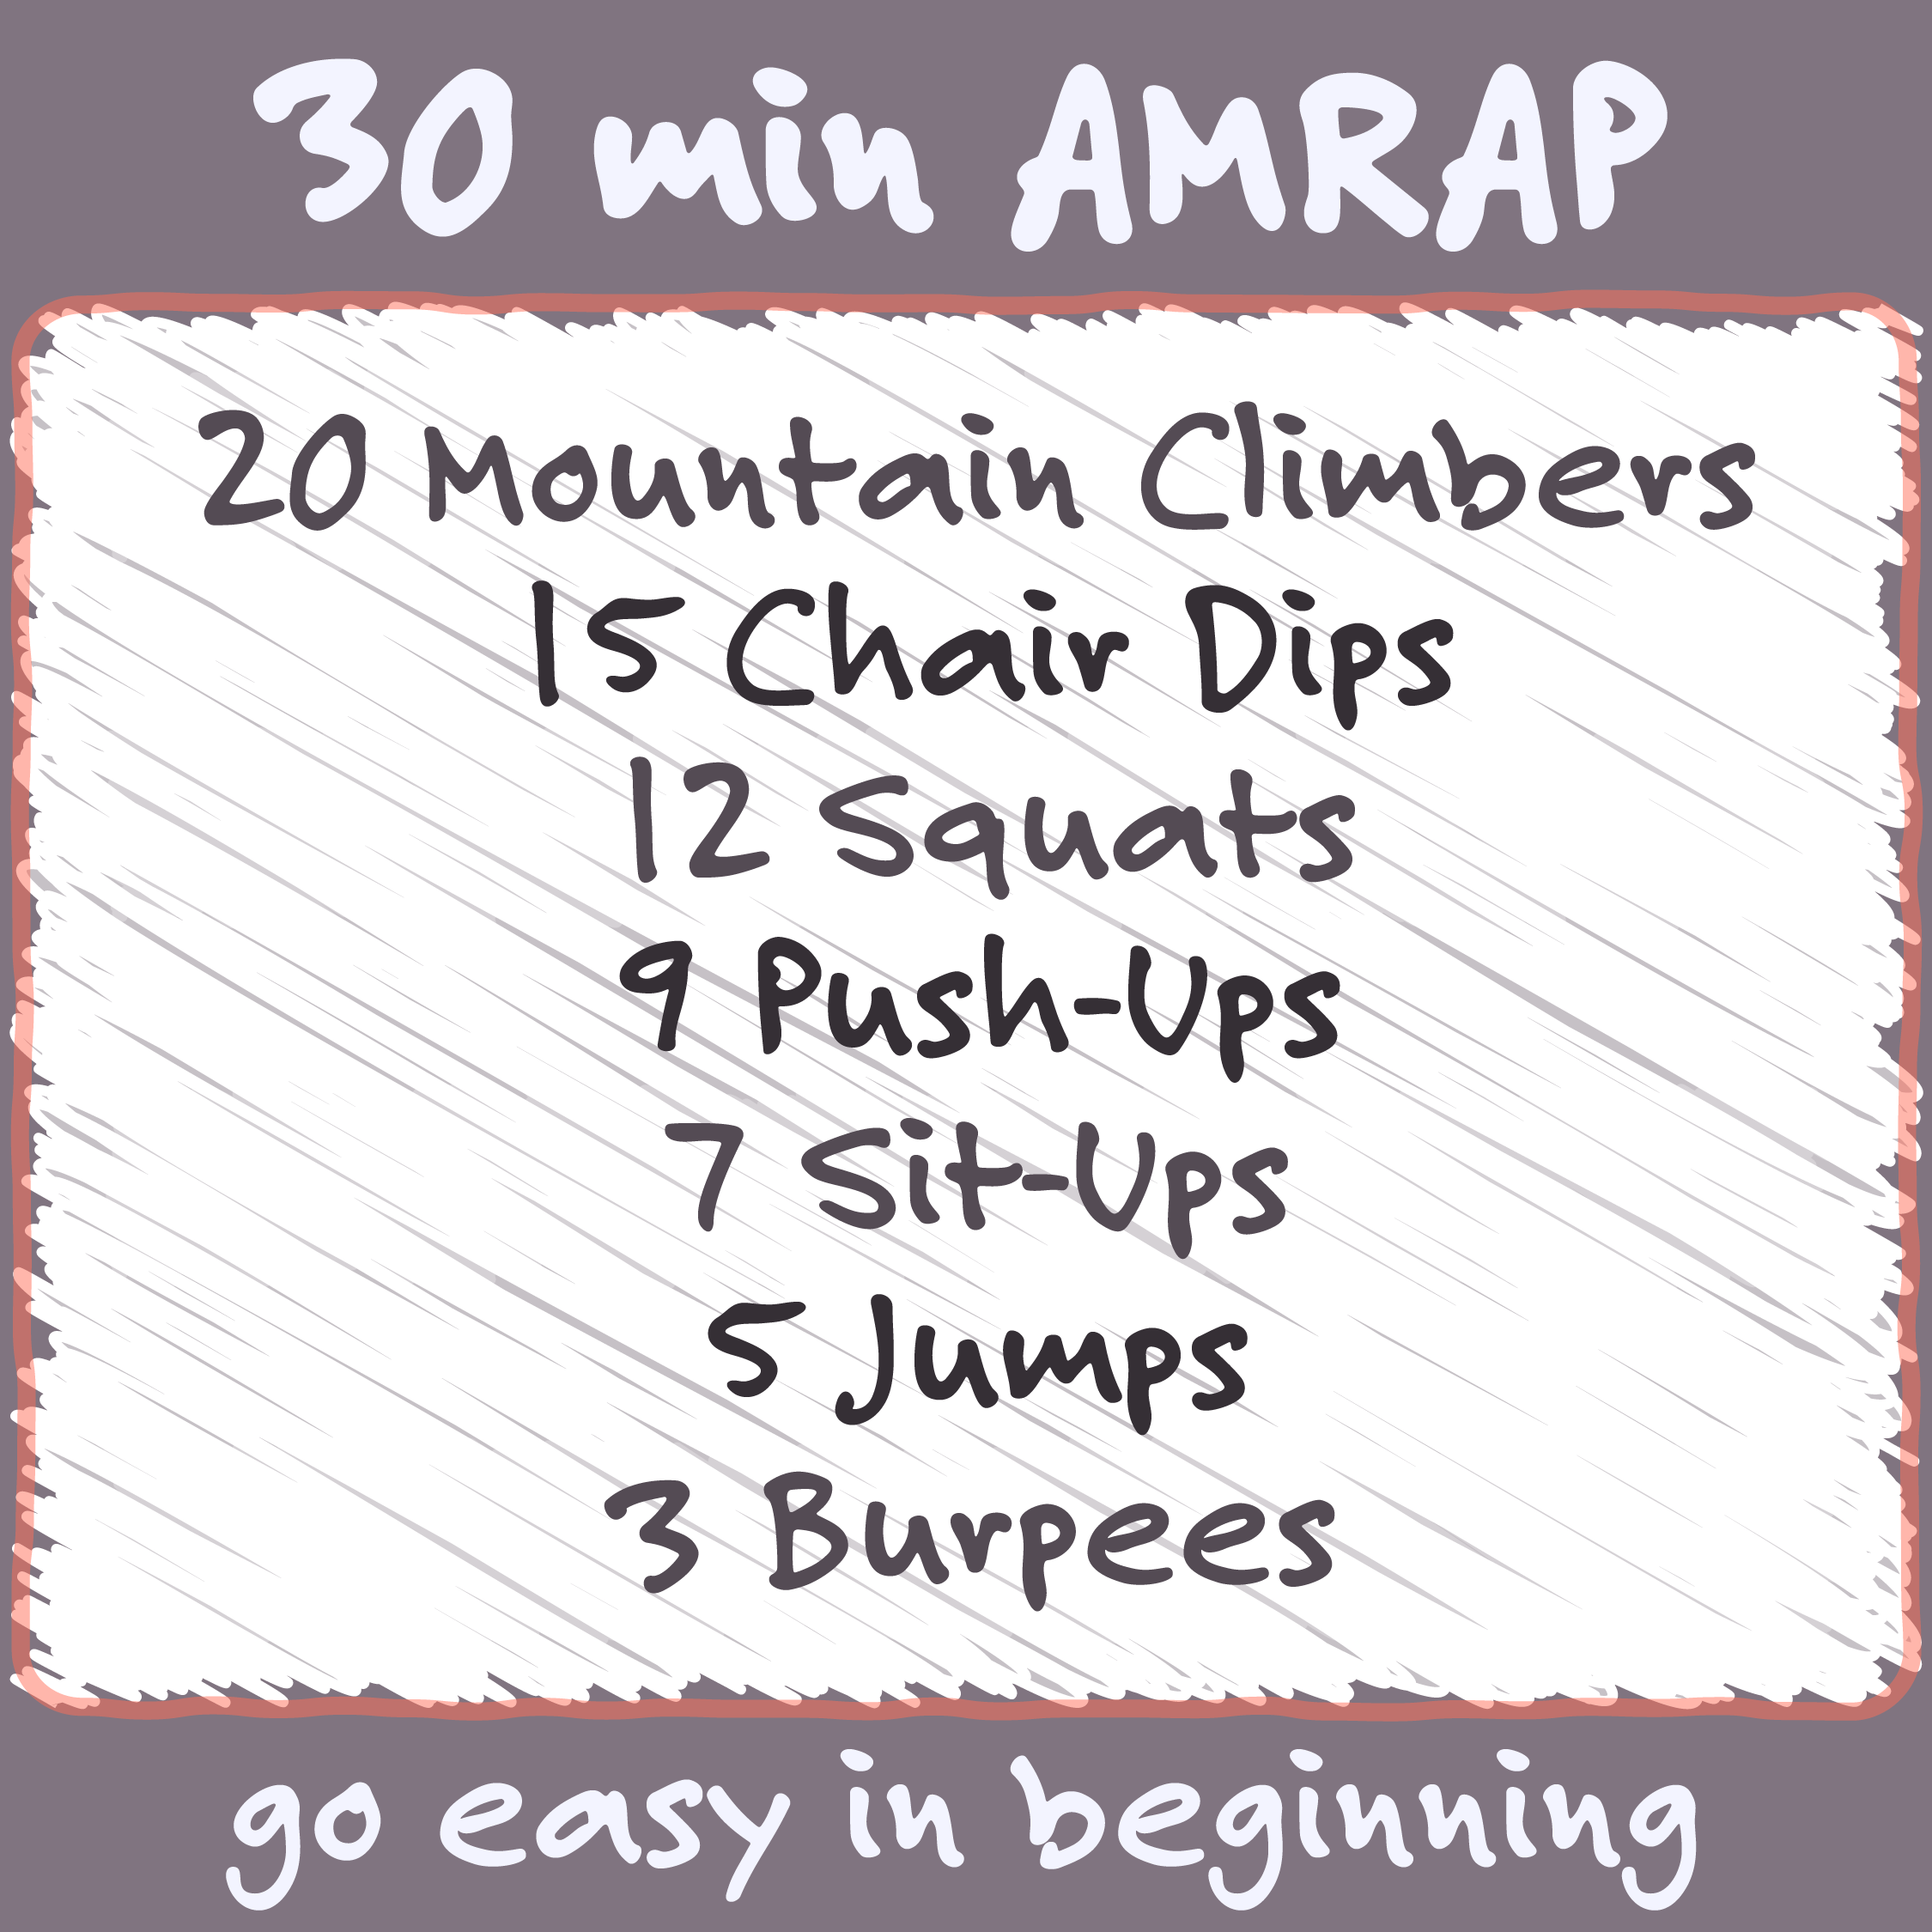 30 min AMRAP
20 Mountain Climbers
15 Chair Dips
12 Squats
9 Push-Ups
7 Sit-Ups
5 Jumps
3 Burpees
go easy in beginning